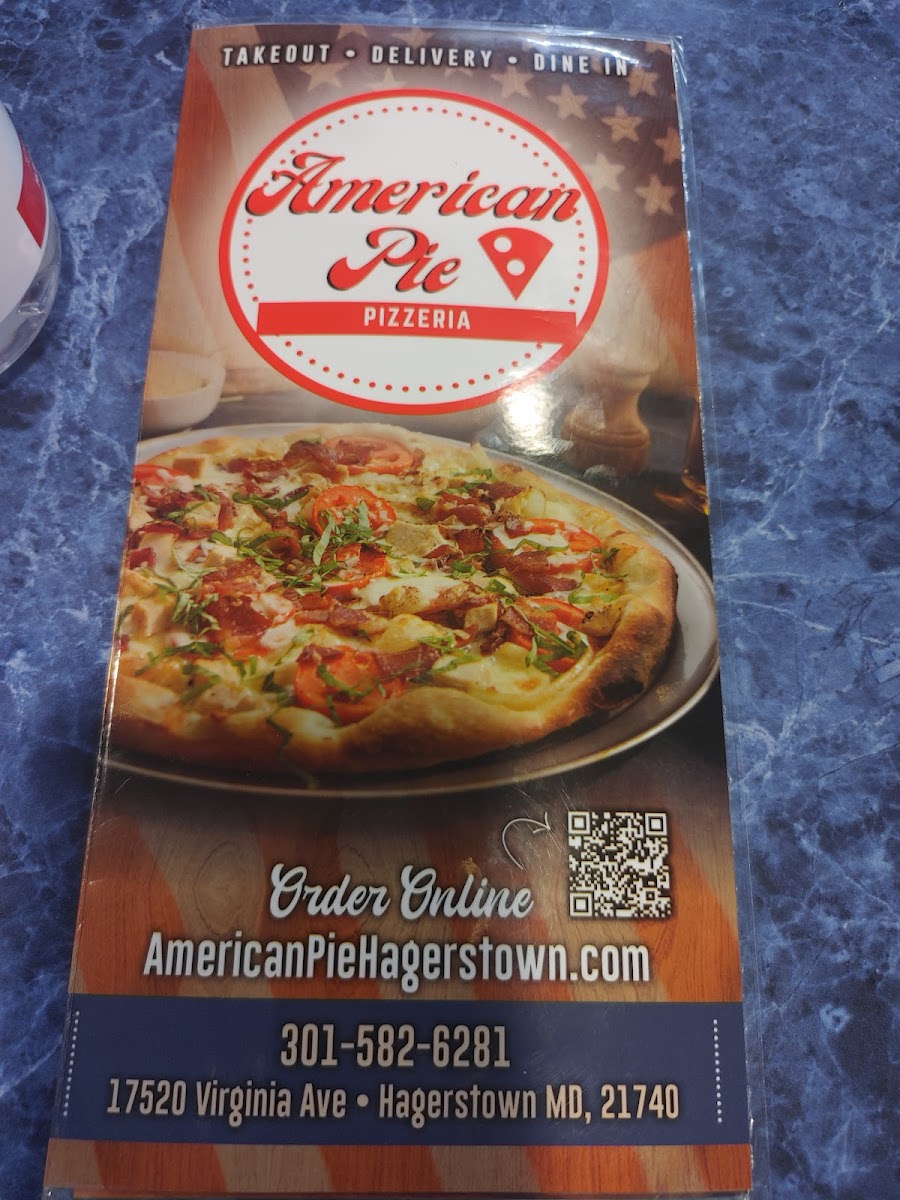 TAKEOUT • DELIVERY • DINE IN
American
Pie
PIZZERIA
Order Online
AmericanPieHagerstown.com
301-582-6281
17520 Virginia Ave • Hagerstown MD, 21740